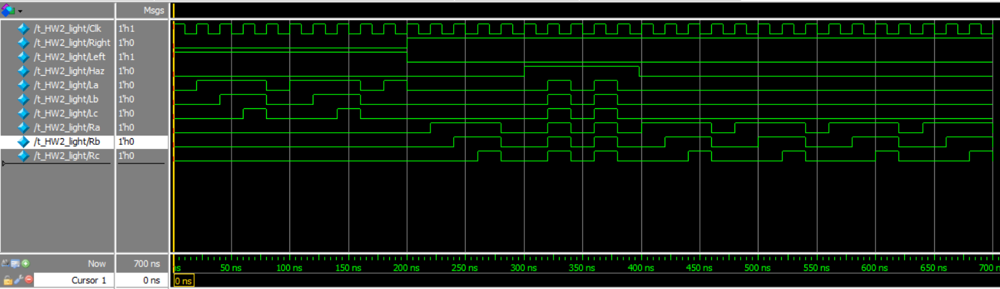 Msgs
/t_HW2_light/Clk 1'h1
/t_HW2_light/Right 1'h0
/t_HW2_light/Left 1'h1
/t_HW2_light/Haz 1'h0
/t_HW2_light/La 1'h0
/t_HW2_light/Lb 1'h0
/t_HW2_light/Lc 1'h0
/t_HW2_light/Ra 1'h0
/t_HW2_light/Rb 1'h0
/t_HW2_light/Rc 1'h0
Now 700 ns ns 50 ns 100 ns 150 ns 200 ns 250 ns 300 ns 350 ns 400 ns 450 ns 500 ns 550 ns 600 ns 650 ns 700 n
Cursor 1 0 ns 0 ns